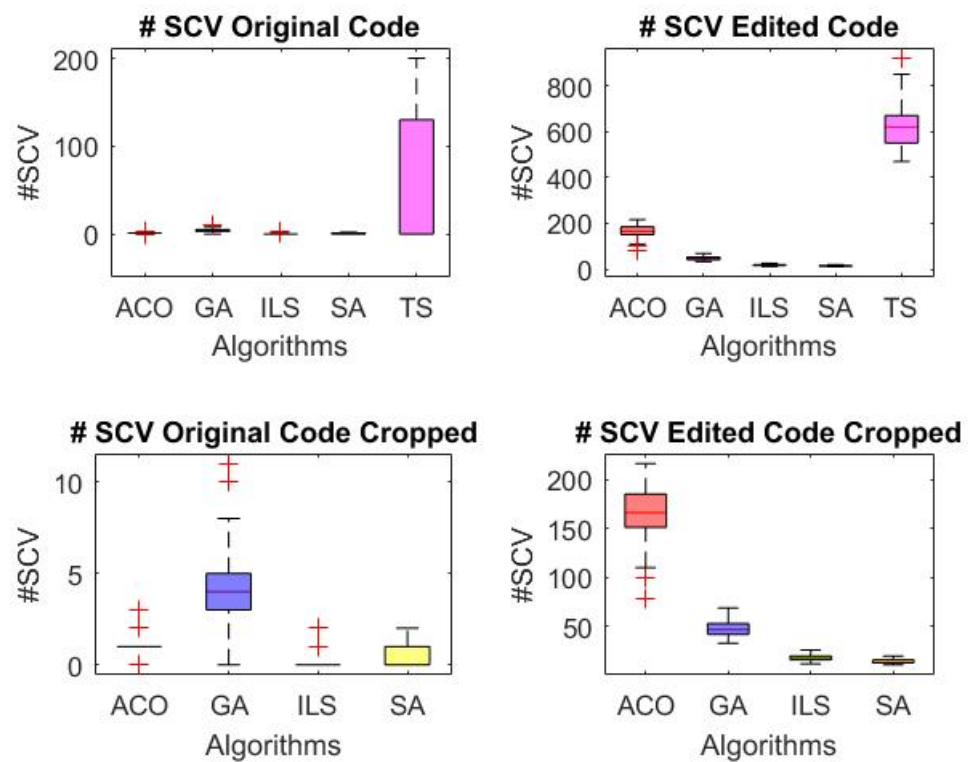 # SCV Original Code
200
100
0
#SCV
ACO GA ILS SA TS
Algorithms
# SCV Edited Code
800
600
400
200
0
#SCV
ACO GA ILS SA TS
Algorithms
# SCV Original Code Cropped
10
5
0
#SCV
ACO GA ILS SA
Algorithms
# SCV Edited Code Cropped
200
150
100
50
#SCV
ACO GA ILS SA
Algorithms